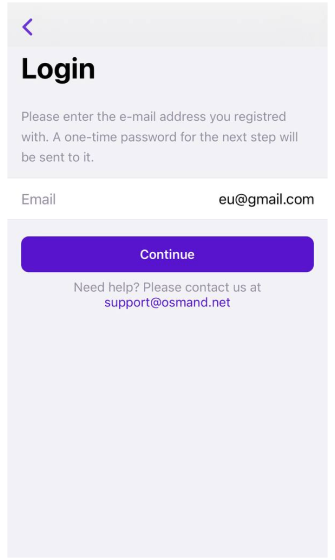 Login
Please enter the e-mail address you registred
with. A one-time password for the next step will
be sent to it.
Email eu@gmail.com
Continue
Need help? Please contact us at
support@osmand.net